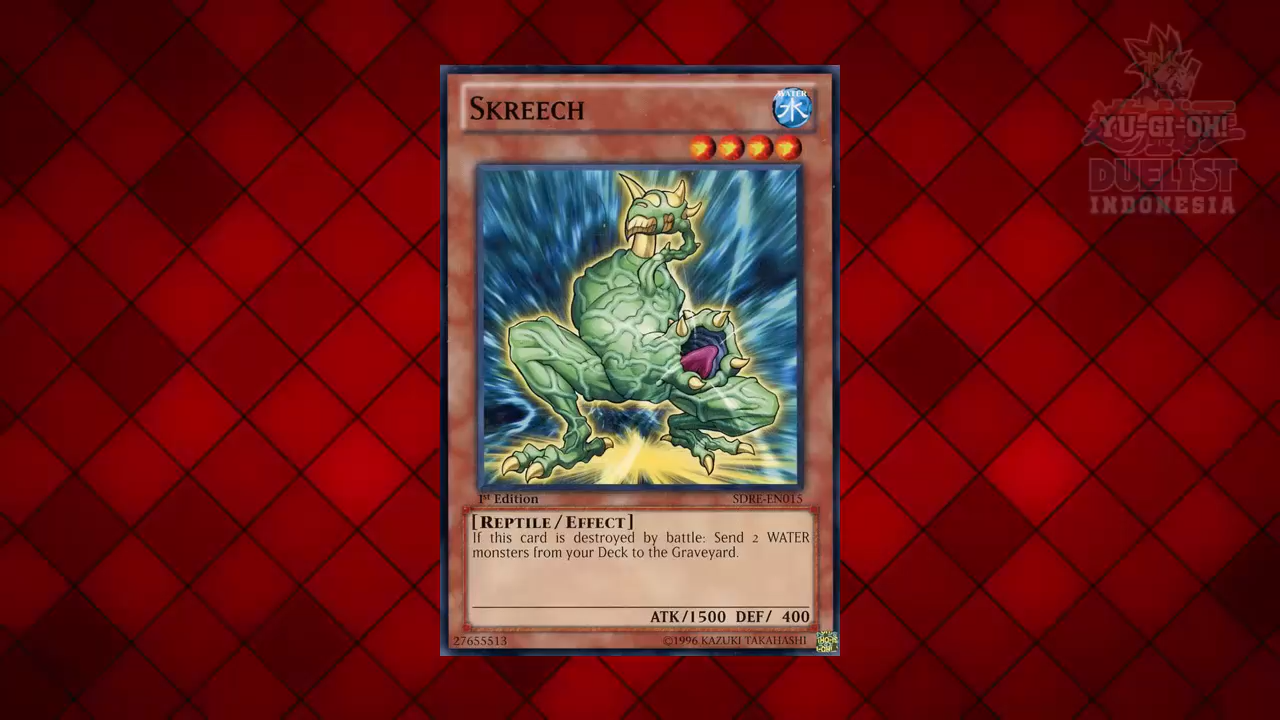 SKREECH
WATER
水
1st Edition
SDRE-EN015
[REPTILE/EFFECT]
If this card is destroyed by battle: Send 2 WATER
monsters from your Deck to the Graveyard.
ATK/1500 DEF/ 400
27655513
©1996 KAZUKI TAKAHASHI
YU-GI-OH!
DUELIST
INDONESIA